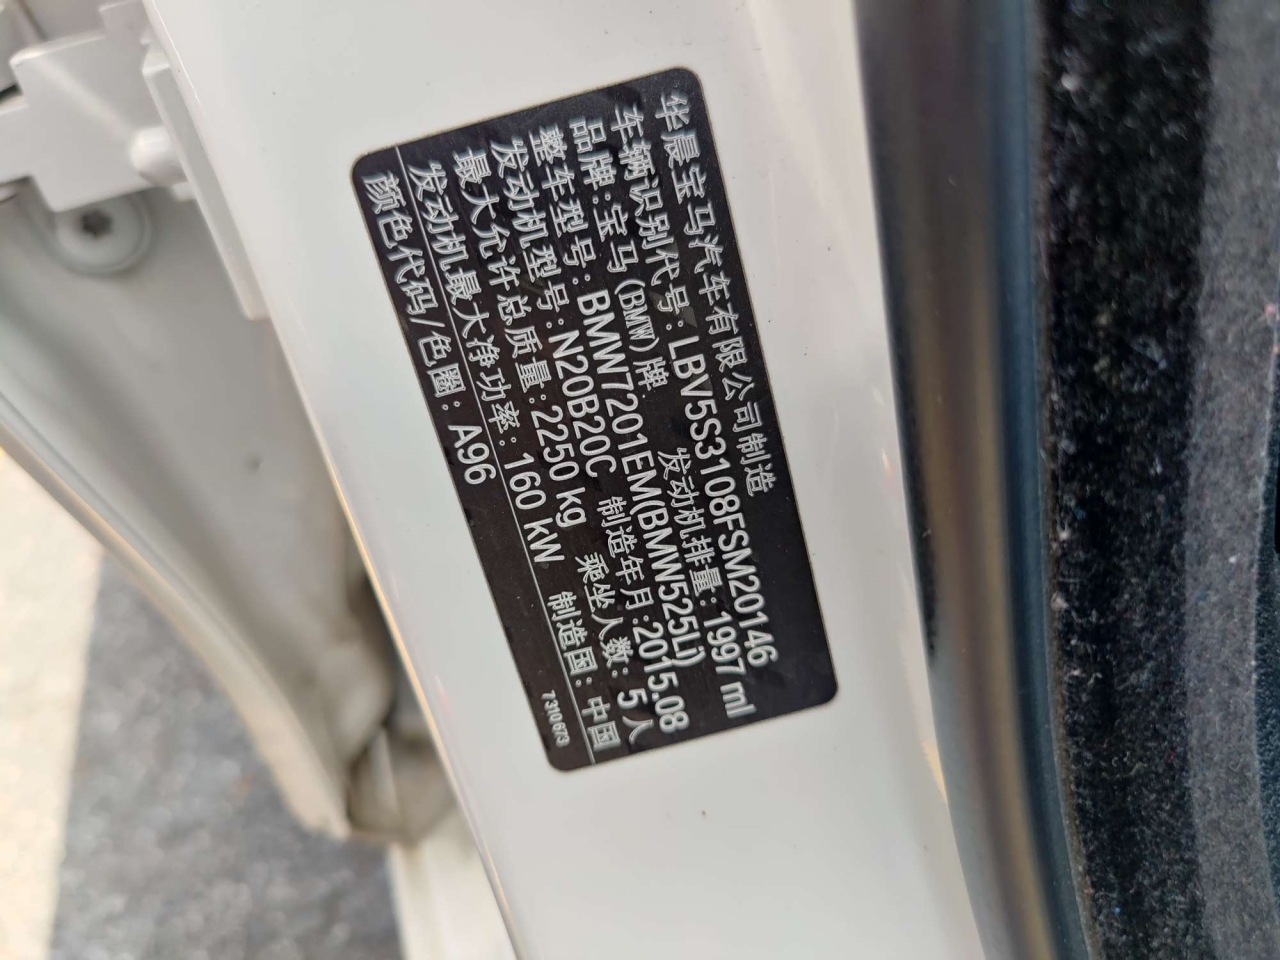 华晨宝马汽车有限公司制造
车辆识别代号：LBV5S3108FSM20146
品牌：宝马(BMW)牌 发动机排量：1997 ml
整车型号：BMW7201EM(BMW525Li)
发动机型号：N20B20C 制造年月：2015.08
最大允许总质量：2250 kg 乘坐人数：5人
发动机最大净功率：160 kW 制造国：中国
颜色代码/色圈：A96 7310673